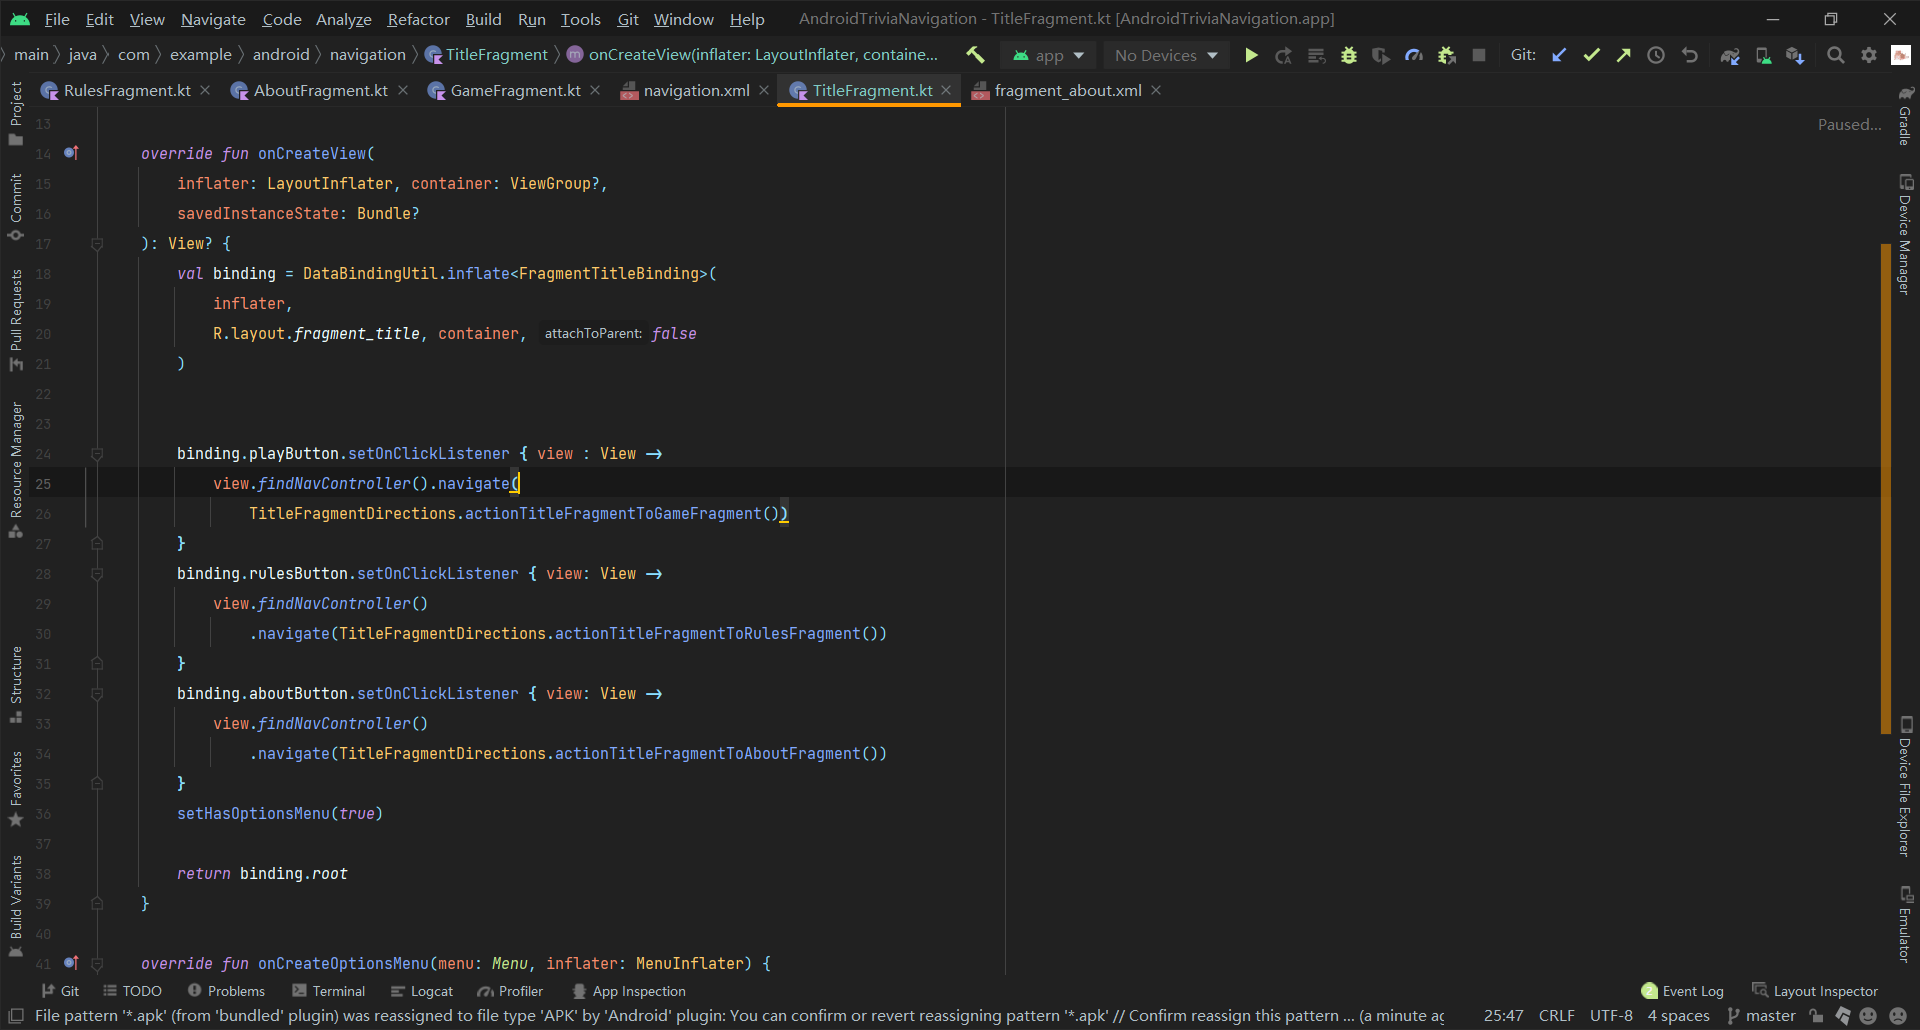 File Edit View Navigate Code Analyze Refactor Build Run Tools Git Window Help AndroidTriviaNavigation - TitleFragment.kt [AndroidTriviaNavigation.app]
main java com example android navigation TitleFragment m onCreateView(inflater: LayoutInflater, containe... app No Devices Git:
RulesFragment.kt AboutFragment.kt GameFragment.kt navigation.xml TitleFragment.kt fragment_about.xml
Project
Commit
Pull Requests
Resource Manager
Structure
Favorites
Build Variants
13
14 override fun onCreateView(
15 inflater: LayoutInflater, container: ViewGroup?,
16 savedInstanceState: Bundle?
17 ): View? {
18 val binding = DataBindingUtil.inflate<FragmentTitleBinding>(
19 inflater,
20 R.layout.fragment_title, container, attachToParent: false
21 )
22
23
24 binding.playButton.setOnClickListener { view : View ->
25 view.findNavController().navigate(
26 TitleFragmentDirections.actionTitleFragmentToGameFragment())
27 }
28 binding.rulesButton.setOnClickListener { view: View ->
29 view.findNavController()
30 .navigate(TitleFragmentDirections.actionTitleFragmentToRulesFragment())
31 }
32 binding.aboutButton.setOnClickListener { view: View ->
33 view.findNavController()
34 .navigate(TitleFragmentDirections.actionTitleFragmentToAboutFragment())
35 }
36 setHasOptionsMenu(true)
37
38 return binding.root
39 }
40
41 override fun onCreateOptionsMenu(menu: Menu, inflater: MenuInflater) {
Paused...
Gradle
Device Manager
Device File Explorer
Emulator
Git TODO Problems Terminal Logcat Profiler App Inspection 2 Event Log Layout Inspector
File pattern '*.apk' (from 'bundled' plugin) was reassigned to file type 'APK' by 'Android' plugin: You can confirm or revert reassigning pattern '*.apk' // Confirm reassign this pattern ... (a minute ag 25:47 CRLF UTF-8 4 spaces master